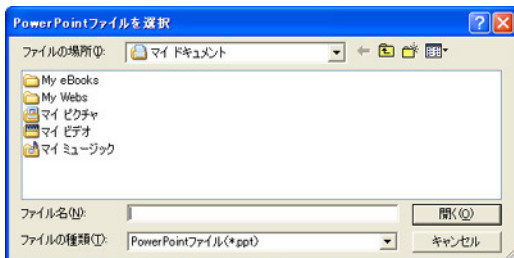 PowerPointファイルを選択
ファイルの場所(I):
マイ ドキュメント
My eBooks
My Webs
マイ ピクチャ
マイ ビデオ
マイ ミュージック
ファイル名(N):
開く(O)
ファイルの種類(T):
PowerPointファイル(*.ppt)
キャンセル